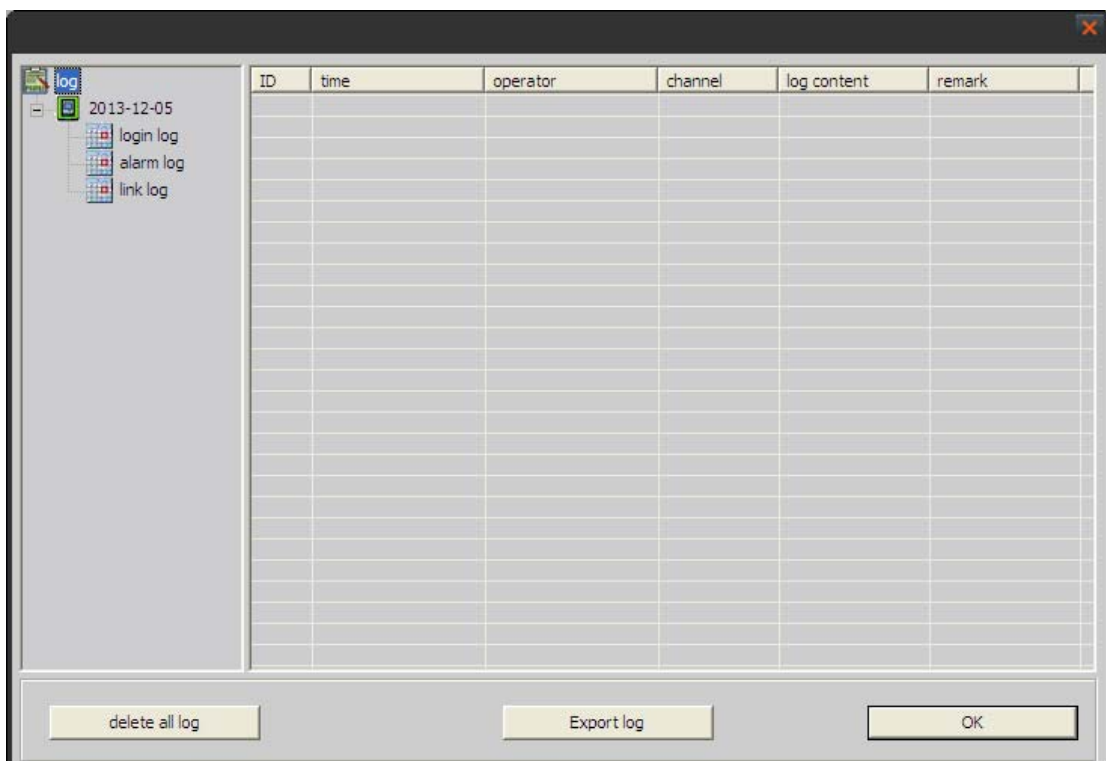 log
2013-12-05
login log
alarm log
link log
ID time operator channel log content remark
delete all log Export log OK